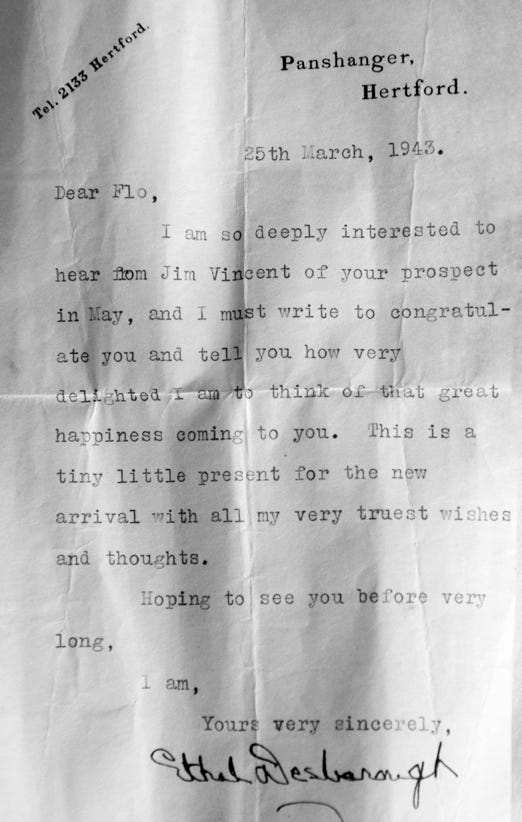 Tel. 2133 Hertford.
Panshanger,
Hertford.
25th March, 1943.
Dear Flo,
I am so deeply interested to
hear from Jim Vincent of your prospect
in May, and I must write to congratul-
ate you and tell you how very
delighted I am to think of that great
happiness coming to you. This is a
tiny little present for the new
arrival with all my very truest wishes
and thoughts.
Hoping to see you before very
long,
I am,
Yours very sincerely,
Ethel Desborough